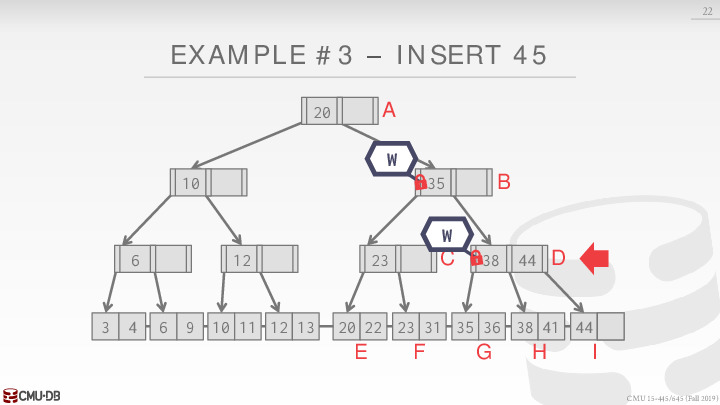 22
EXAMPLE #3 – INSERT 45
20 A
W
10 35 B
W
6 12 23 C 38 44 D
3 4 6 9 10 11 12 13 20 22 23 31 35 36 38 41 44
E F G H I
CMU·DB
CMU 15-445/645 (Fall 2019)